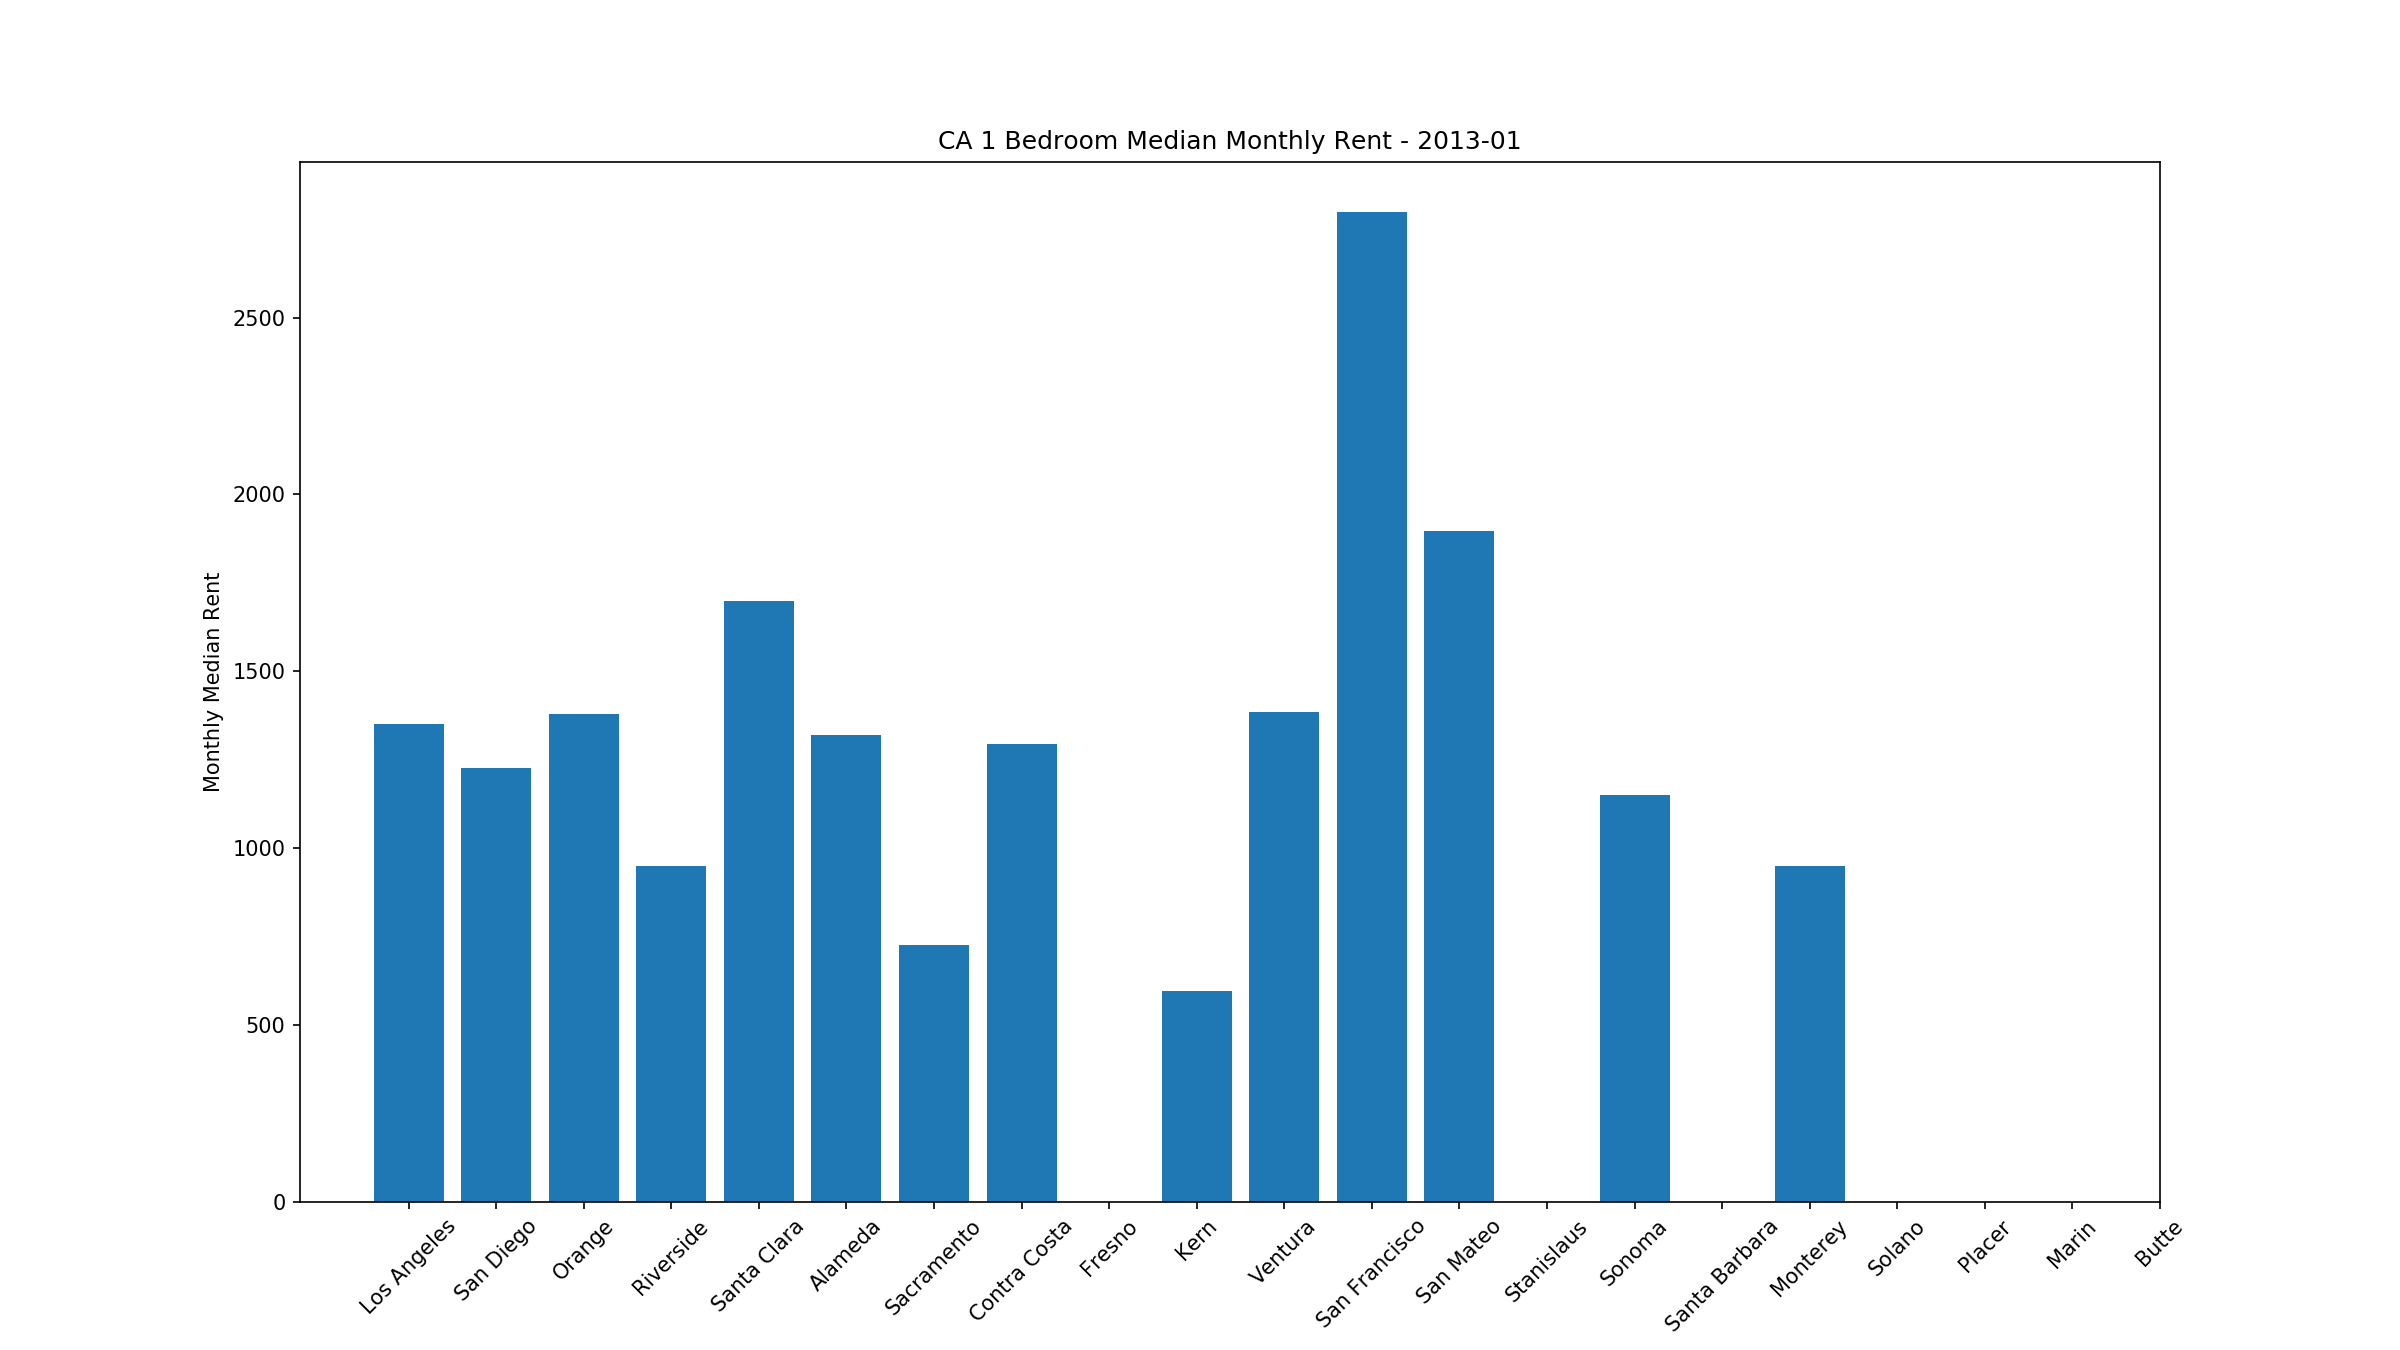 CA 1 Bedroom Median Monthly Rent - 2013-01
Monthly Median Rent
2500
2000
1500
1000
500
0
Los Angeles
San Diego
Orange
Riverside
Santa Clara
Alameda
Sacramento
Contra Costa
Fresno
Kern
Ventura
San Francisco
San Mateo
Stanislaus
Sonoma
Santa Barbara
Monterey
Solano
Placer
Marin
Butte